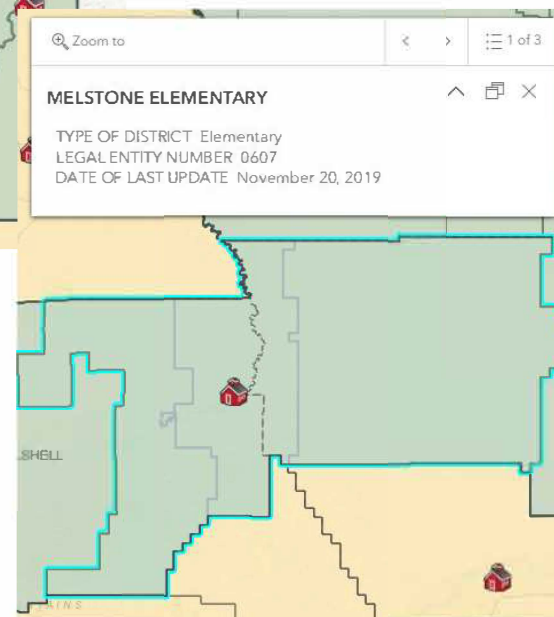 Zoom to
1 of 3
MELSTONE ELEMENTARY
TYPE OF DISTRICT Elementary
LEGAL ENTITY NUMBER 0607
DATE OF LAST UPDATE November 20, 2019
SHELL
AINS